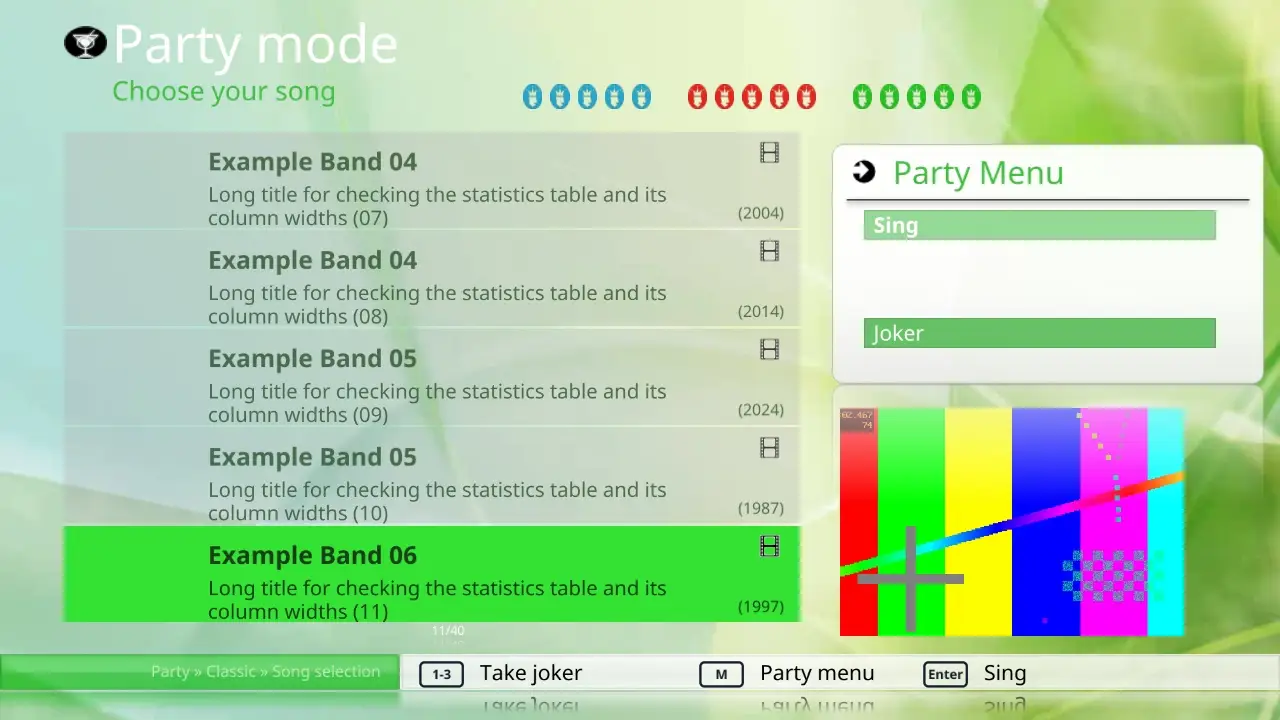 Party mode
Choose your song
Example Band 04
Long title for checking the statistics table and its
column widths (07)
(2004)
Example Band 04
Long title for checking the statistics table and its
column widths (08)
(2014)
Example Band 05
Long title for checking the statistics table and its
column widths (09)
(2024)
Example Band 05
Long title for checking the statistics table and its
column widths (10)
(1987)
Example Band 06
Long title for checking the statistics table and its
column widths (11)
(1997)
11/40
Party Menu
Sing
Joker
02.467
74
Party » Classic » Song selection
1-3 Take joker
M Party menu
Enter Sing